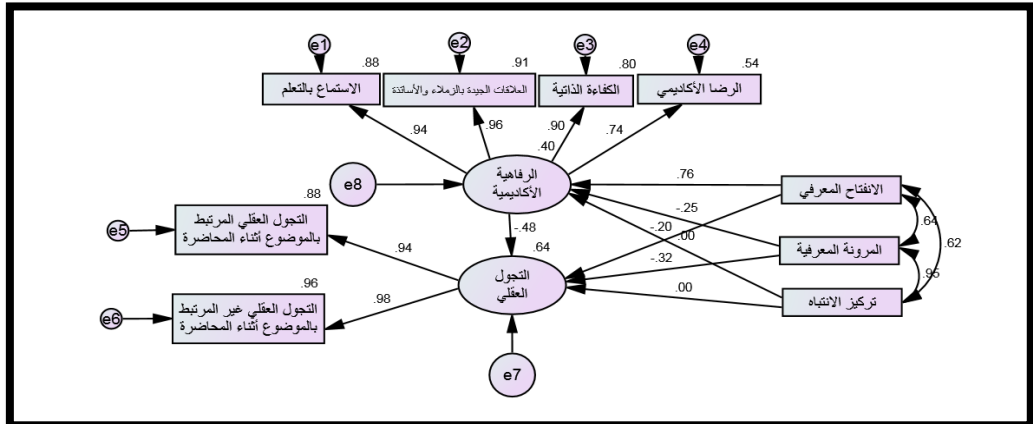 e1
e2
e3
e4
.88
.91
.80
.54
الاستماع بالتعلم
العلاقات الجيدة بالزملاء والأساتذة
الكفاءة الذاتية
الرضا الأكاديمي
.94
.96
.90
.74
.40
e8
الرفاهية
الأكاديمية
.76
الانفتاح المعرفي
.88
-.25
.64
.62
e5
التجول العقلي المرتبط
بالموضوع أثناء المحاضرة
-.48
-.20
.00
المرونة المعرفية
.94
.64
-.32
.95
التجول
العقلي
.00
تركيز الانتباه
.96
e6
التجول العقلي غير المرتبط
بالموضوع أثناء المحاضرة
.98
e7